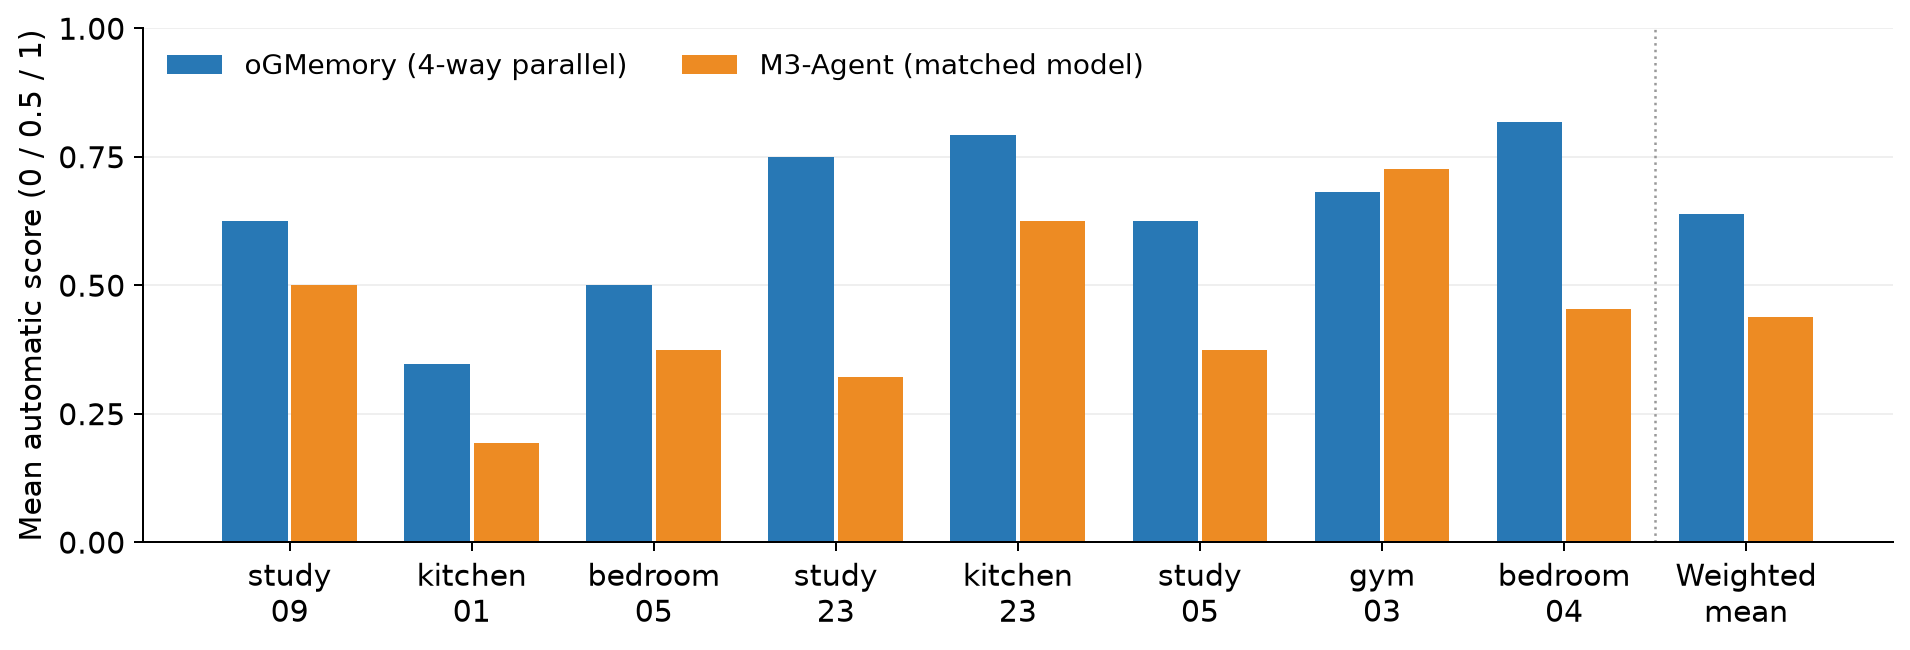 Mean automatic score (0 / 0.5 / 1)
1.00
0.75
0.50
0.25
0.00
oGMemory (4-way parallel)
M3-Agent (matched model)
study
09
kitchen
01
bedroom
05
study
23
kitchen
23
study
05
gym
03
bedroom
04
Weighted
mean